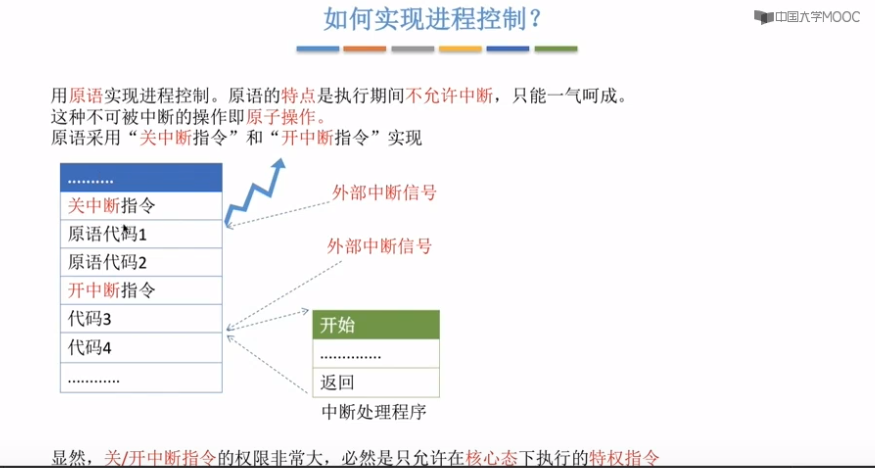 如何实现进程控制？
中国大学MOOC
用原语实现进程控制。原语的特点是执行期间不允许中断，只能一气呵成。
这种不可被中断的操作即原子操作。
原语采用“关中断指令”和“开中断指令”实现
..........
关中断指令
原语代码1
原语代码2
开中断指令
代码3
代码4
............
外部中断信号
外部中断信号
开始
..............
返回
中断处理程序
显然，关/开中断指令的权限非常大，必然是只允许在核心态下执行的特权指令